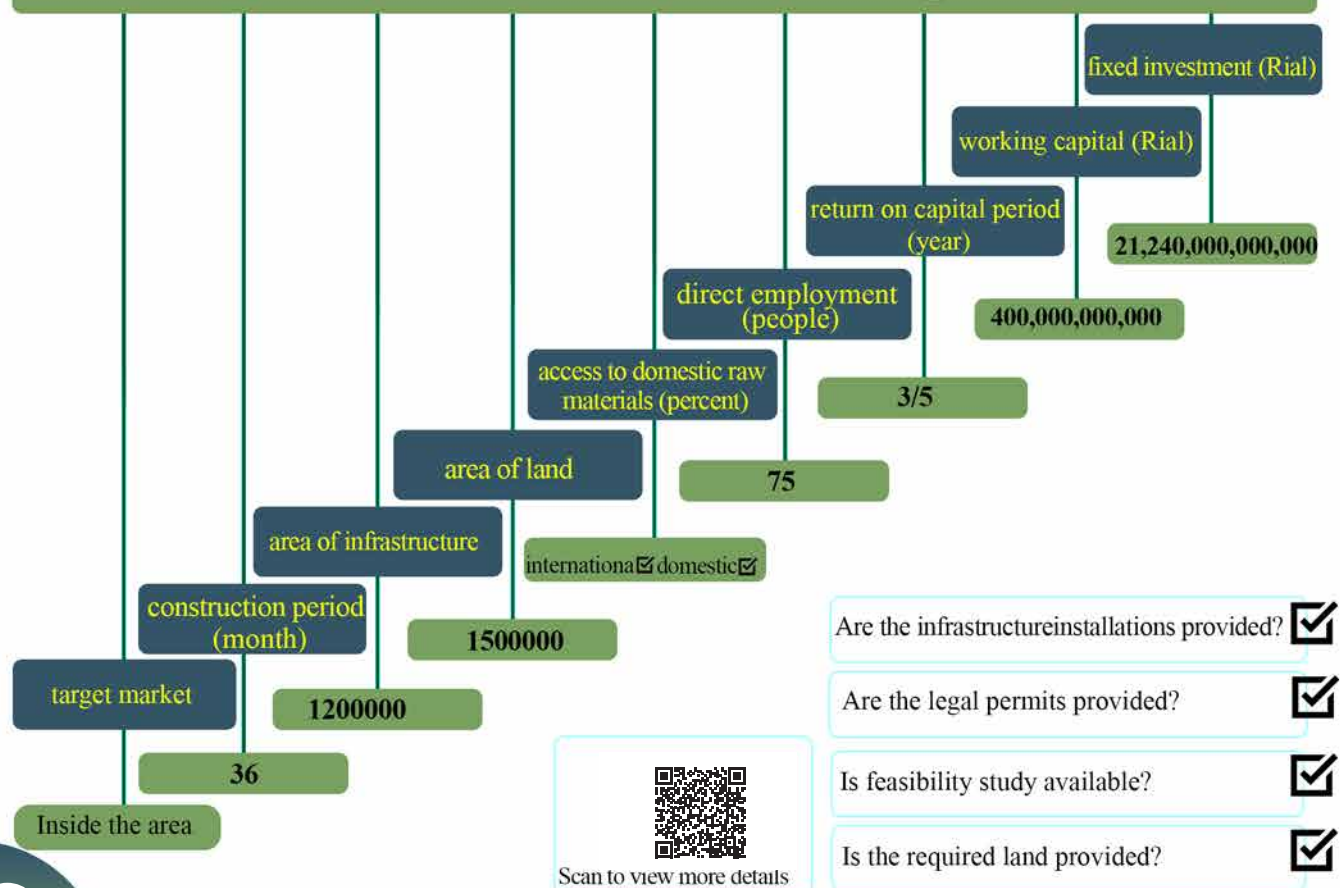 fixed investment (Rial)
21,240,000,000,000
working capital (Rial)
400,000,000,000
return on capital period
(year)
3/5
direct employment
(people)
75
access to domestic raw
materials (percent)
internationa☑ domestic☑
area of land
1500000
area of infrastructure
1200000
construction period
(month)
36
target market
Inside the area
Are the infrastructureinstallations provided? ☑
Are the legal permits provided? ☑
Is feasibility study available? ☑
Is the required land provided? ☑
Scan to view more details